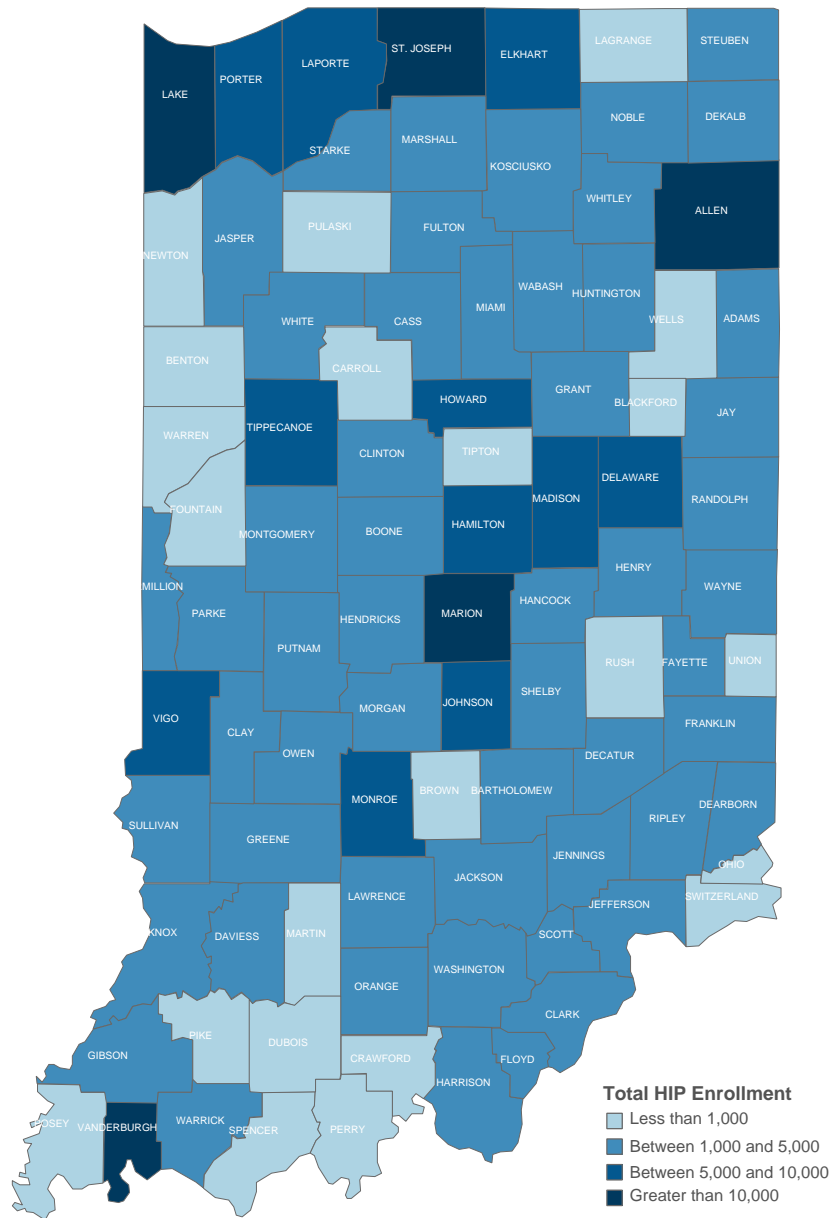 ST. JOSEPH
LAGRANGE
STEUBEN
ELKHART
LAPORTE
PORTER
LAKE
NOBLE
DEKALB
MARSHALL
STARKE
KOSCIUSKO
WHITLEY
ALLEN
PULASKI
FULTON
JASPER
NEWTON
WABASH
HUNTINGTON
MIAMI
WELLS
ADAMS
WHITE
CASS
BENTON
CARROLL
GRANT
HOWARD
BLACKFORD
JAY
TIPPECANOE
WARREN
TIPTON
CLINTON
DELAWARE
MADISON
RANDOLPH
FOUNTAIN
HAMILTON
BOONE
MONTGOMERY
HENRY
MILLION
WAYNE
HANCOCK
PARKE
MARION
HENDRICKS
PUTNAM
RUSH
FAYETTE
UNION
SHELBY
JOHNSON
MORGAN
VIGO
CLAY
FRANKLIN
OWEN
DECATUR
BROWN
BARTHOLOMEW
MONROE
DEARBORN
RIPLEY
SULLIVAN
GREENE
JENNINGS
OHIO
JACKSON
LAWRENCE
SWITZERLAND
JEFFERSON
KNOX
DAVIESS
MARTIN
SCOTT
WASHINGTON
ORANGE
CLARK
PIKE
DUBOIS
GIBSON
CRAWFORD
FLOYD
HARRISON
POSEY
VANDERBURGH
WARRICK
SPENCER
PERRY
Total HIP Enrollment
Less than 1,000
Between 1,000 and 5,000
Between 5,000 and 10,000
Greater than 10,000